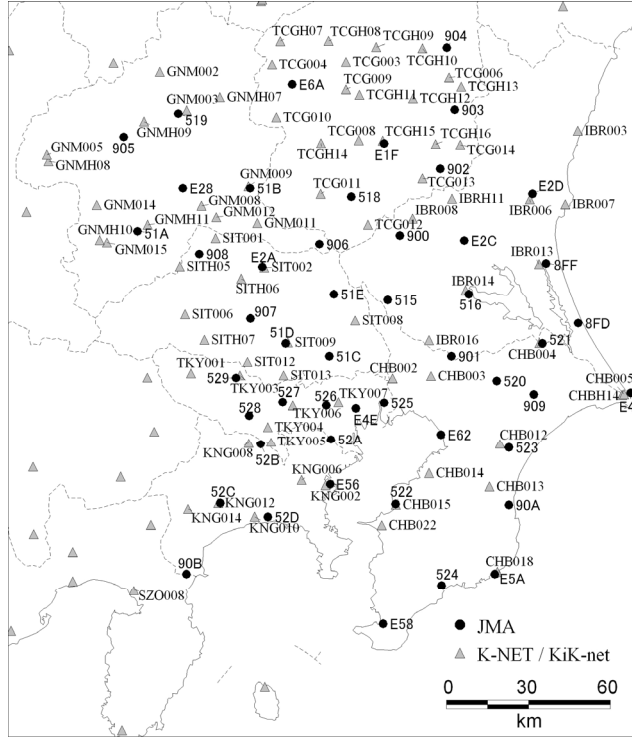 TCGH07 TCGH08 TCGH09 904
TCG004 TCG003 TCGH10
GNM002 E6A TCG009 TCG006
GNM003 GNMH07 TCGH11 TCGH12 TCGH13
519 TCG010 903
GNMH09 905 TCG008 TCGH15 TCGH16 IBR003
GNM005 GNMH08 TCGH14 E1F TCG014
GNM009 902 TCG013
E28 51B TCG011 518 IBRH11 E2D
GNM014 GNM008 IBR008 IBR006 IBR007
GNMH11 GNM012 GNM011 TCG012
GNMH10 51A SIT001 906 900 E2C
GNM015 908 E2A
SITH05 SIT002 IBR013 8FF
SITH06 51E 515 IBR014 516
SIT006 907 SIT008 8FD
SITH07 51D SIT009 IBR016 521
51C 901 CHB004
TKY001 SIT012 CHB002
529 TKY003 SIT013 CHB003 520 CHB005
527 526 TKY007 525 909 CHBH14
528 TKY006 E4E E4
TKY004 E62 CHB012
KNG008 TKY005 52A 523
52B
KNG006 E56 CHB014
KNG002 CHB013
52C KNG012 522 CHB015 90A
KNG014 KNG010 52D CHB022
90B CHB018
SZO008 524 E5A
E58
JMA
K-NET / KiK-net
0 30 60
km